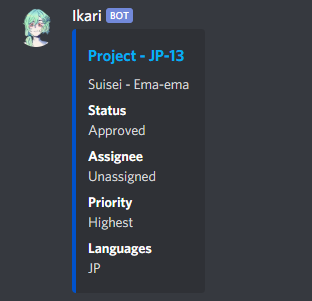 Ikari BOT
Project - JP-13
Suisei - Ema-ema
Status
Approved
Assignee
Unassigned
Priority
Highest
Languages
JP